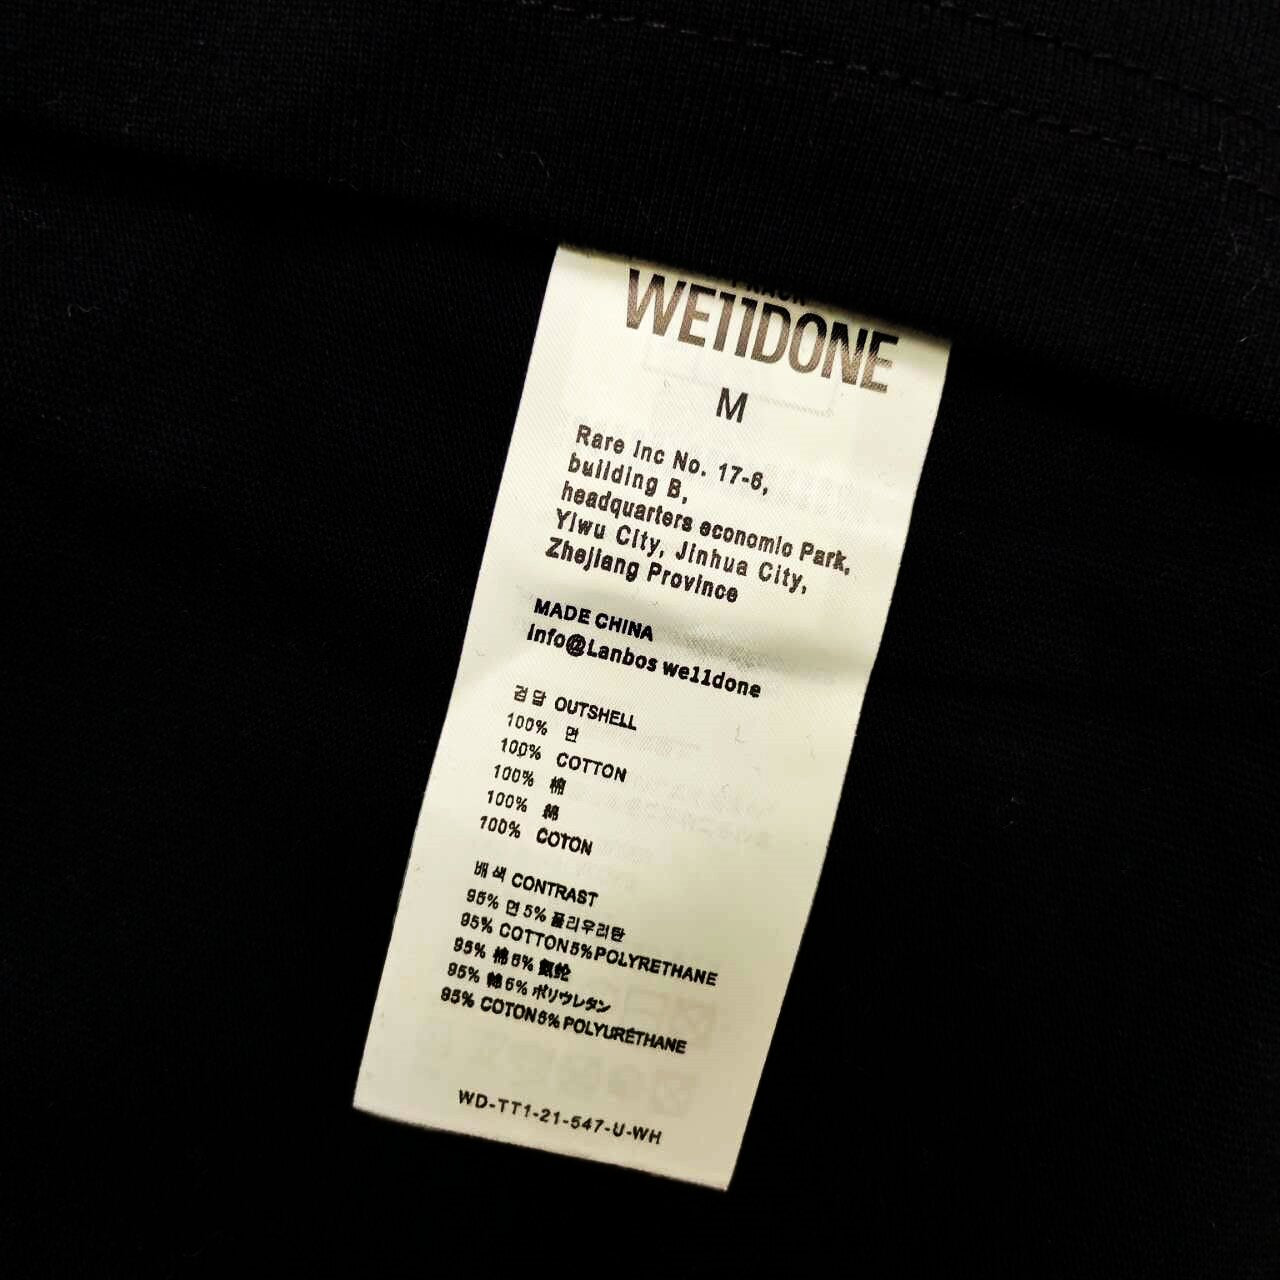 WE11DONE
M
Rare Inc No. 17-6,
building B,
headquarters economic Park,
Yiwu City, Jinhua City,
Zhejiang Province
MADE CHINA
Info@Lanbos we11done
검답 OUTSHELL
100% 면
100% COTTON
100% 棉
100% 綿
100% COTON
배색 CONTRAST
95% 면 5% 폴리우리탄
95% COTTON 5% POLYRETHANE
95% 棉 5% 氨纶
95% 綿 5% ポリウレタン
95% COTON 5% POLYURÉTHANE
WD-TT1-21-547-U-WH